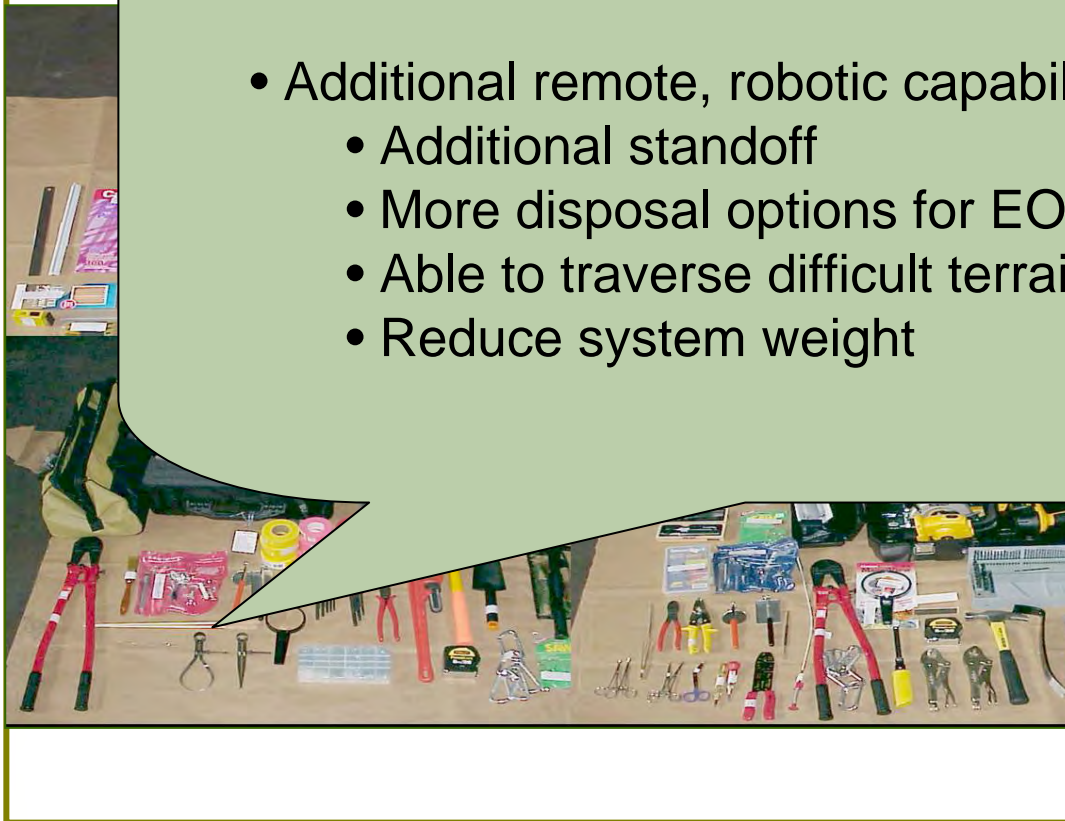 • Additional remote, robotic capabil
• Additional standoff
• More disposal options for EO
• Able to traverse difficult terrai
• Reduce system weight